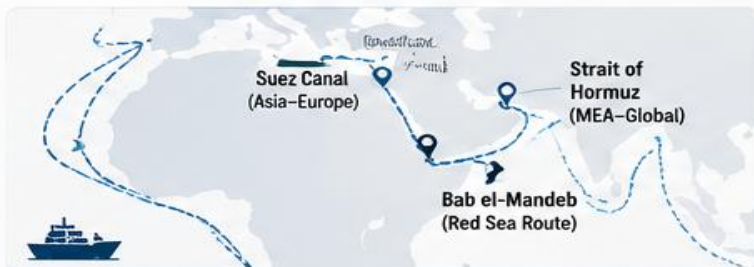 Suez Canal
(Asia–Europe)
Strait of
Hormuz
(MEA–Global)
Bab el-Mandeb
(Red Sea Route)